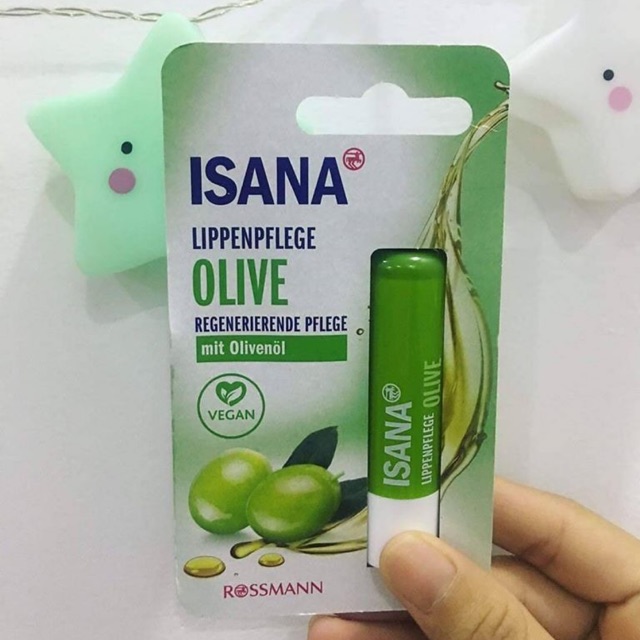 ISANA
LIPPENPFLEGE
OLIVE
REGENERIERENDE PFLEGE
mit Olivenöl
VEGAN
ISANA
LIPPENPFLEGE OLIVE
ROSSMANN